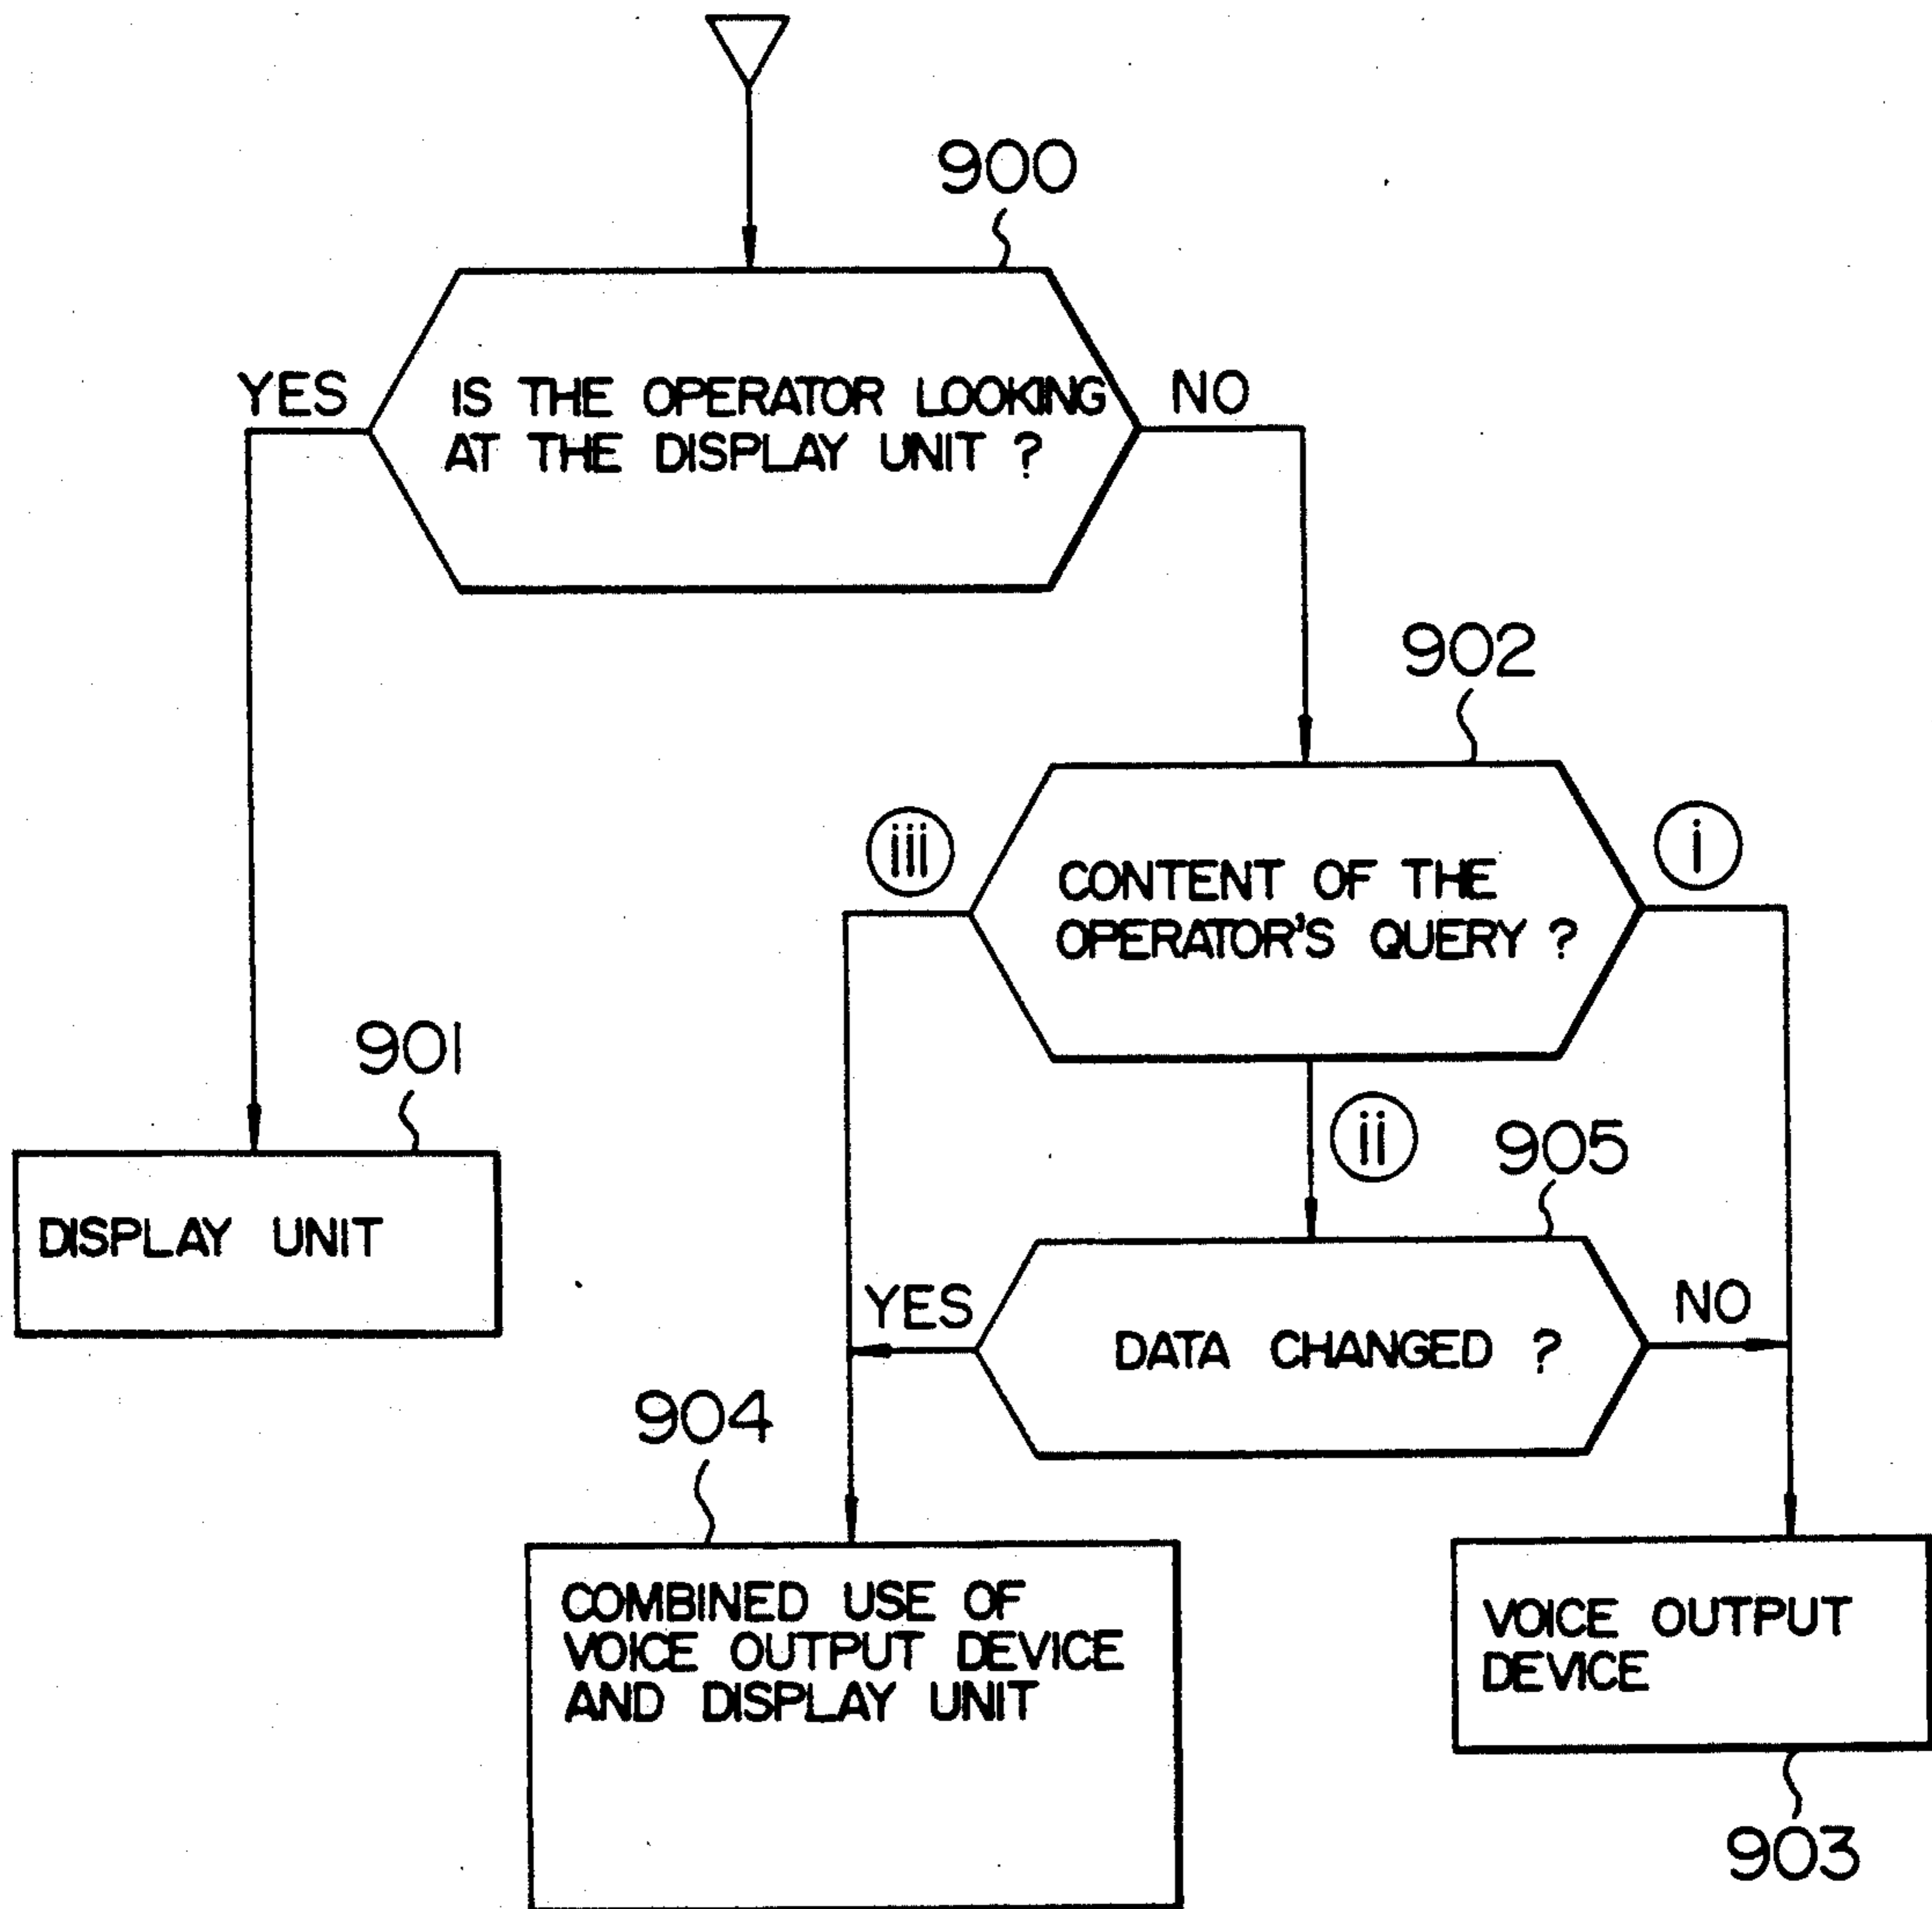 900
YES
IS THE OPERATOR LOOKING
AT THE DISPLAY UNIT ?
NO
902
iii
CONTENT OF THE
OPERATOR'S QUERY ?
i
901
ii
905
DISPLAY UNIT
YES
DATA CHANGED ?
NO
904
COMBINED USE OF
VOICE OUTPUT DEVICE
AND DISPLAY UNIT
VOICE OUTPUT
DEVICE
903